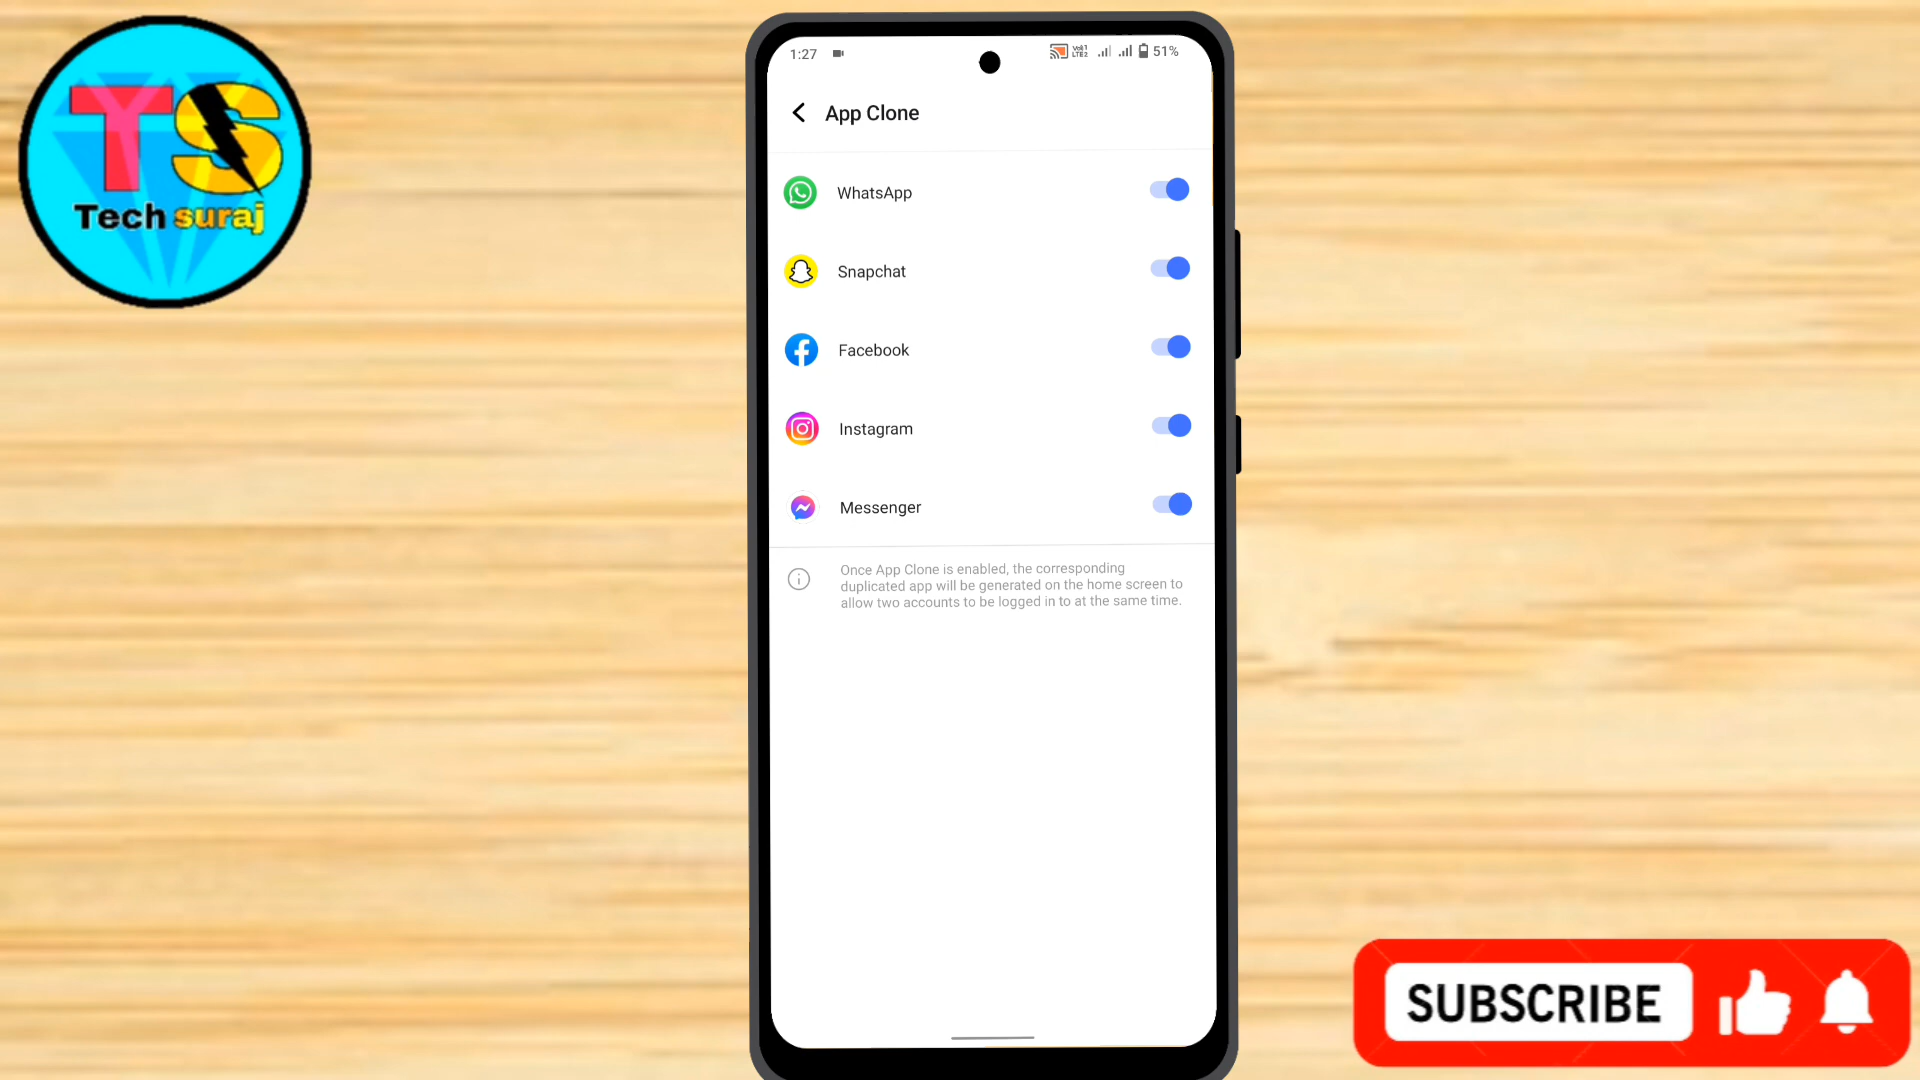 TS
Tech suraj
1:27
Vo1
LTE2
51%
App Clone
WhatsApp
Snapchat
Facebook
Instagram
Messenger
Once App Clone is enabled, the corresponding
duplicated app will be generated on the home screen to
allow two accounts to be logged in to at the same time.
SUBSCRIBE